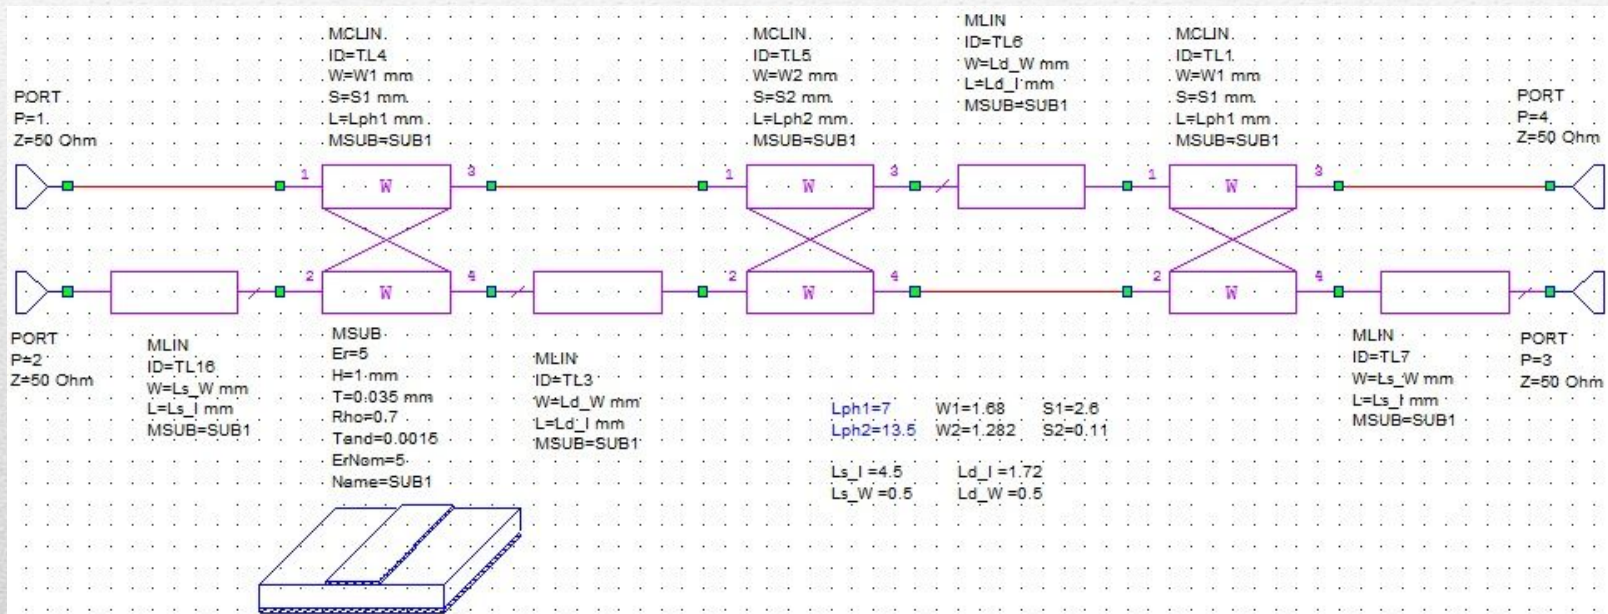 PORT
P=1
Z=50 Ohm
MCLIN
ID=TL4
W=W1 mm
S=S1 mm
L=Lph1 mm
MSUB=SUB1
MCLIN
ID=TL5
W=W2 mm
S=S2 mm
L=Lph2 mm
MSUB=SUB1
MLIN
ID=TL6
W=Ld_W mm
L=Ld_l mm
MSUB=SUB1
MCLIN
ID=TL1
W=W1 mm
S=S1 mm
L=Lph1 mm
MSUB=SUB1
PORT
P=4
Z=50 Ohm
1 W 3
1 W 3
1 W 3
2 W 4
2 W 4
2 W 4
PORT
P=2
Z=50 Ohm
MLIN
ID=TL16
W=Ls_W mm
L=Ls_l mm
MSUB=SUB1
MSUB
Er=5
H=1 mm
T=0.035 mm
Rho=0.7
Tand=0.0015
ErNom=5
Name=SUB1
MLIN
ID=TL3
W=Ld_W mm
L=Ld_l mm
MSUB=SUB1
Lph1=7 W1=1.68 S1=2.6
Lph2=13.5 W2=1.282 S2=0.11
Ls_l =4.5 Ld_l =1.72
Ls_W =0.5 Ld_W =0.5
MLIN
ID=TL7
W=Ls_W mm
L=Ls_l mm
MSUB=SUB1
PORT
P=3
Z=50 Ohm